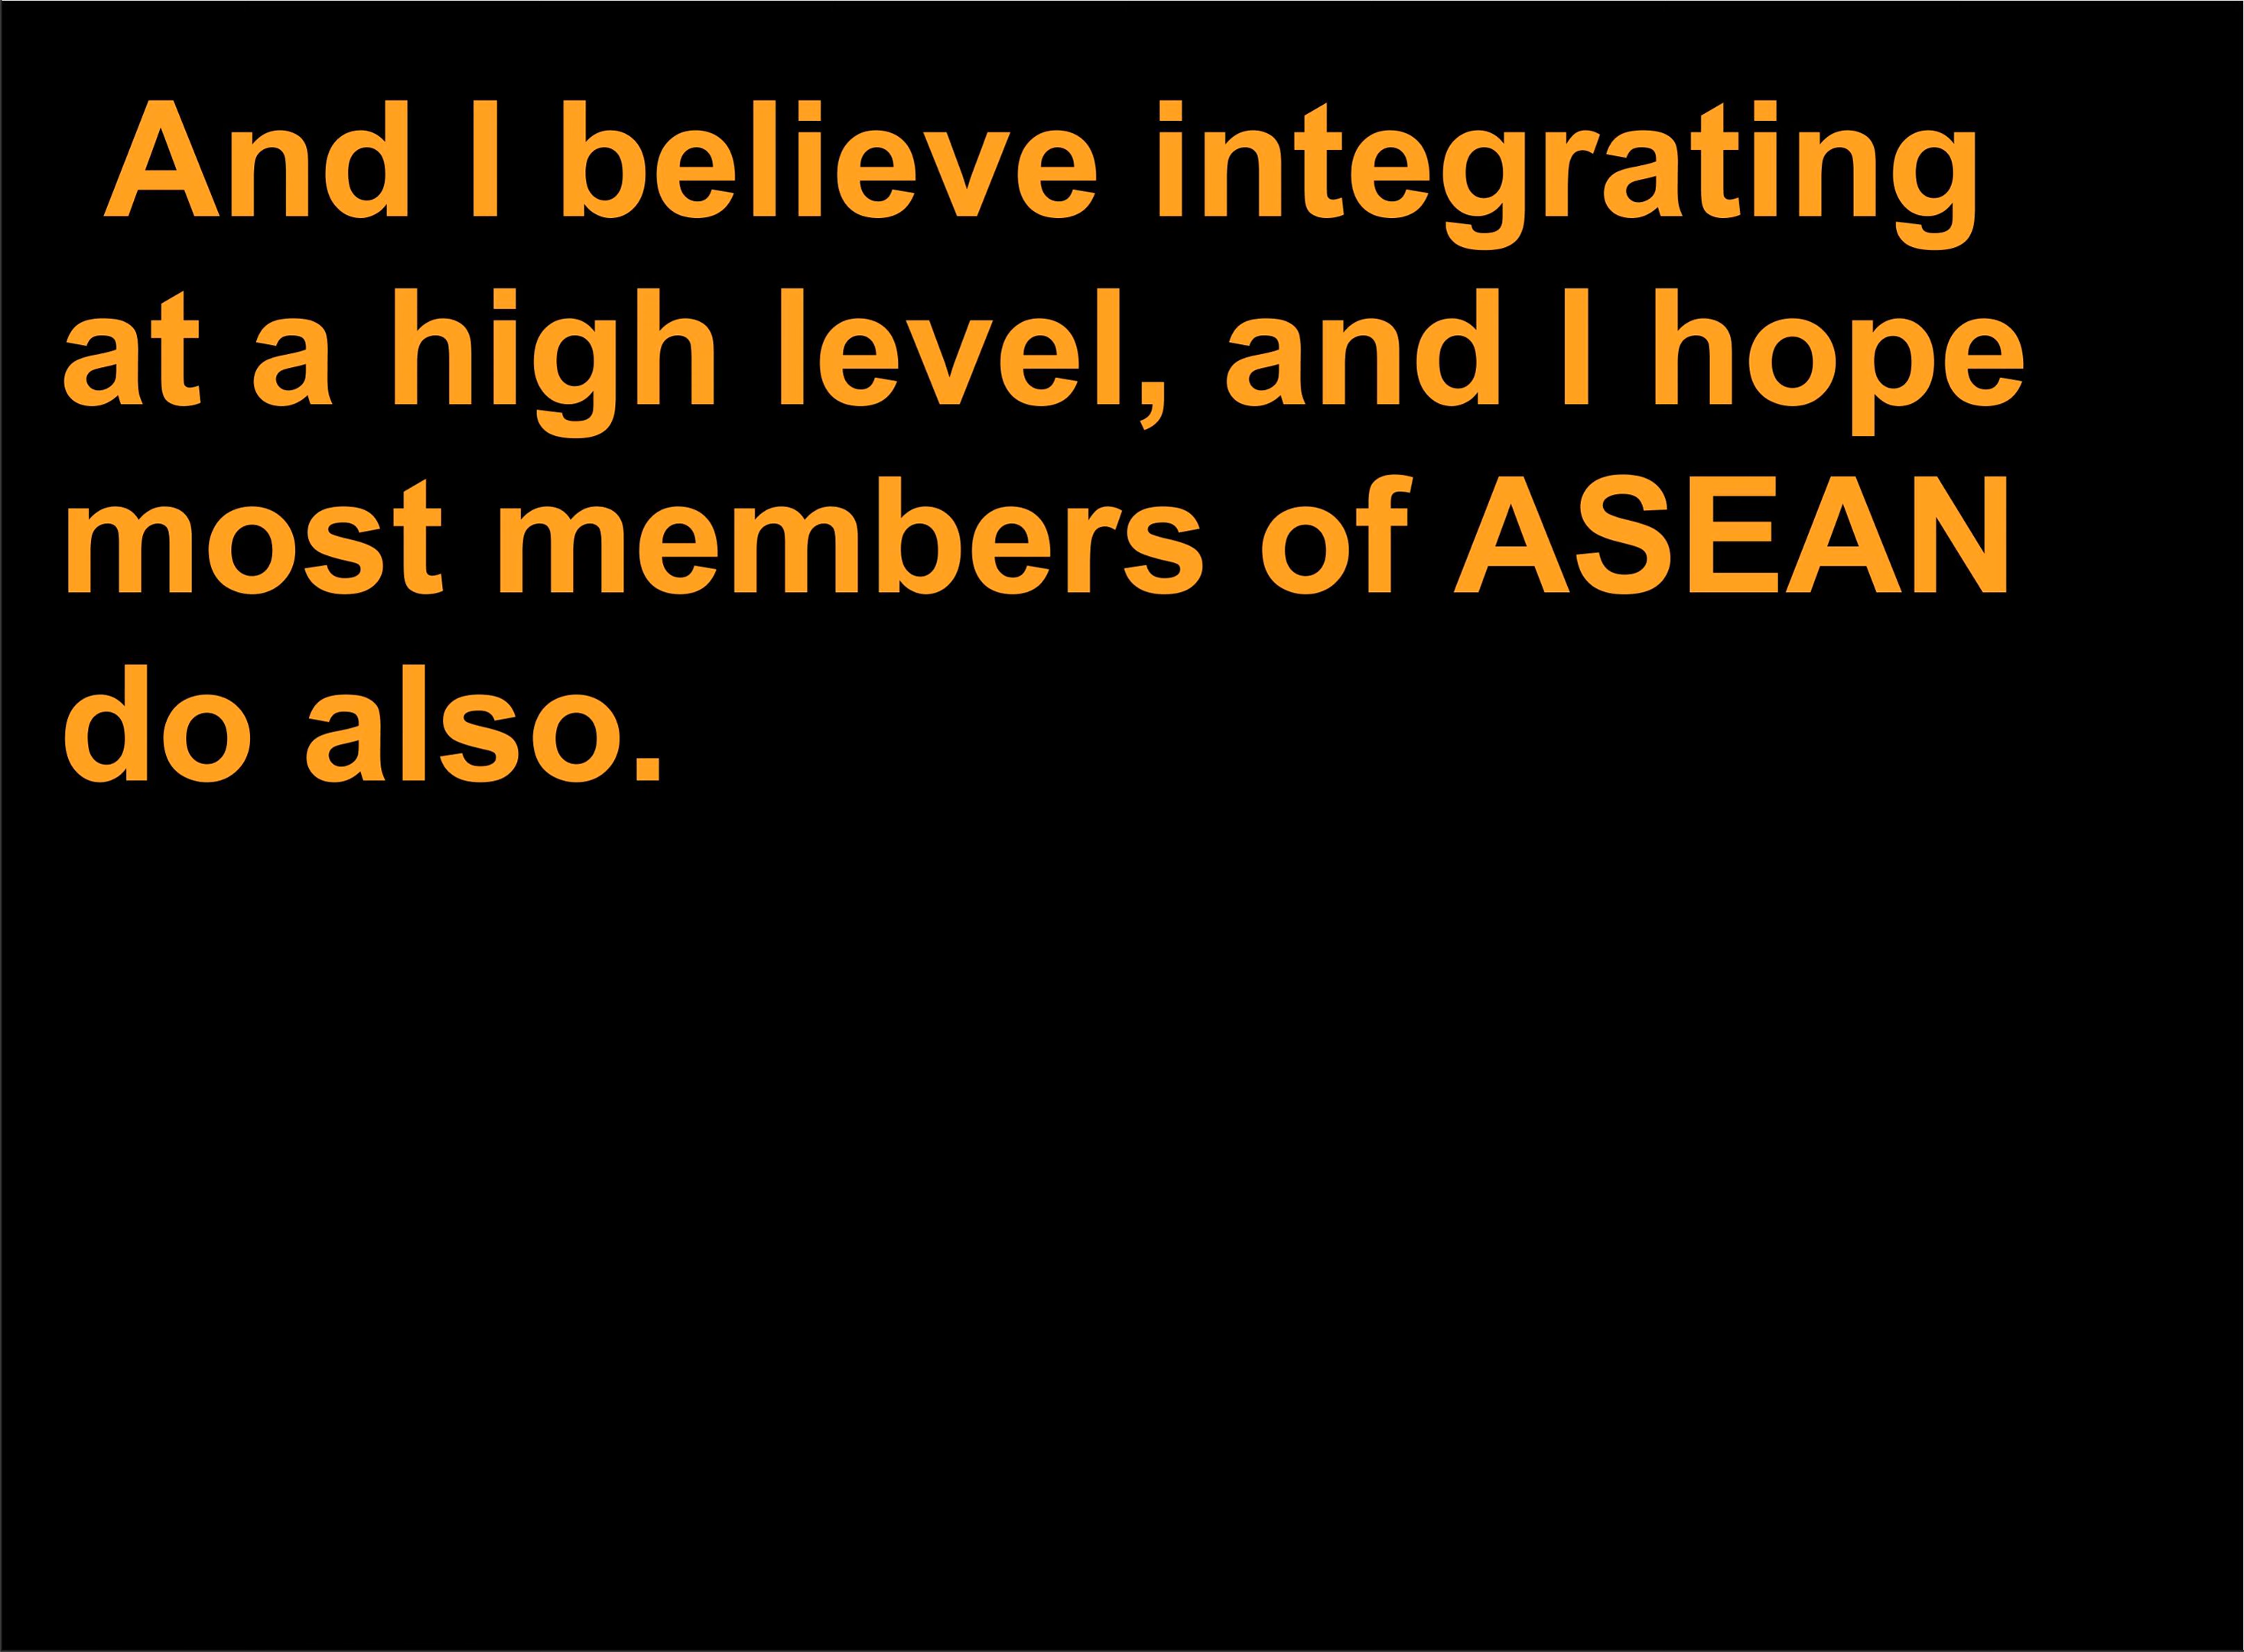 And I believe integrating
at a high level, and I hope
most members of ASEAN
do also.